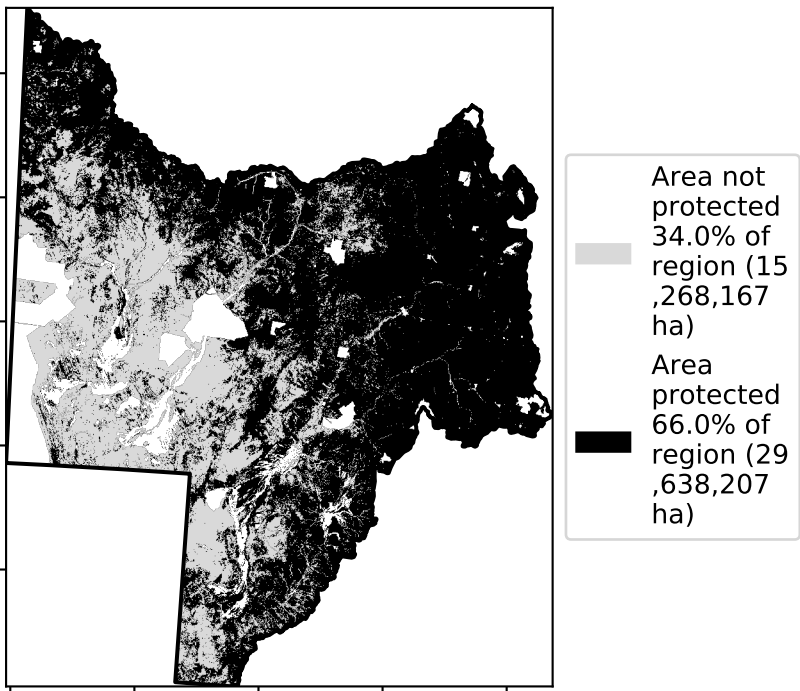 Area not
protected
34.0% of
region (15
,268,167
ha)
Area
protected
66.0% of
region (29
,638,207
ha)